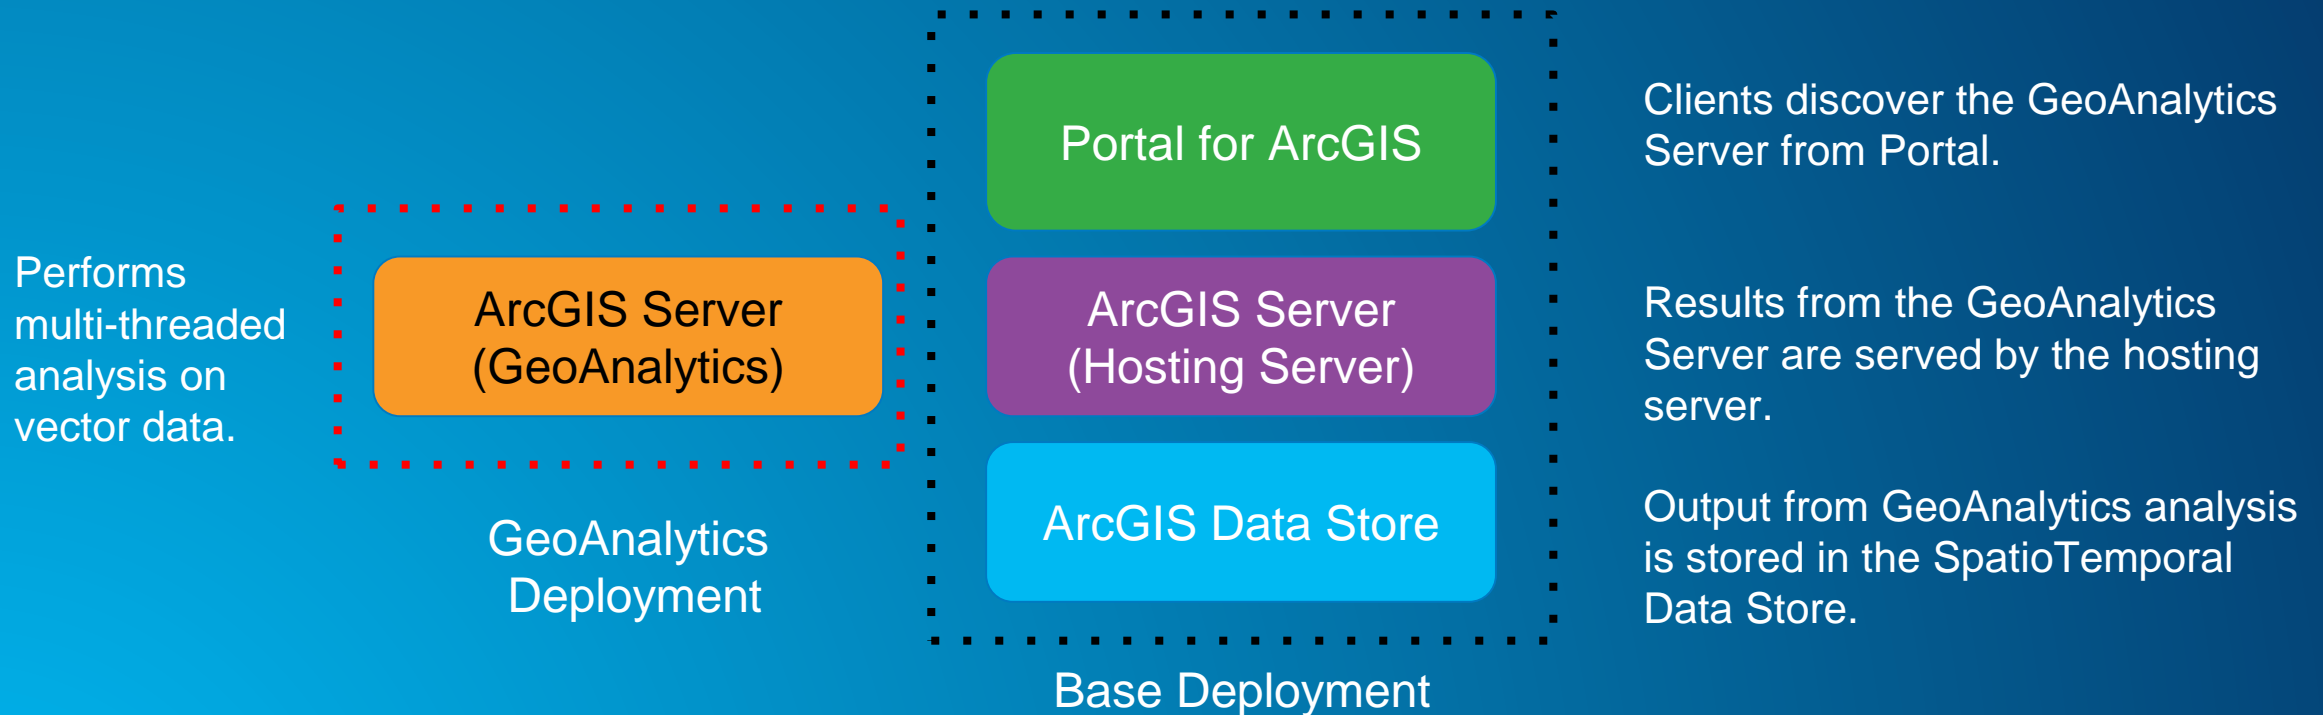 Performs
multi-threaded
analysis on
vector data.
ArcGIS Server
(GeoAnalytics)
GeoAnalytics
Deployment
Portal for ArcGIS
ArcGIS Server
(Hosting Server)
ArcGIS Data Store
Base Deployment
Clients discover the GeoAnalytics
Server from Portal.
Results from the GeoAnalytics
Server are served by the hosting
server.
Output from GeoAnalytics analysis
is stored in the SpatioTemporal
Data Store.